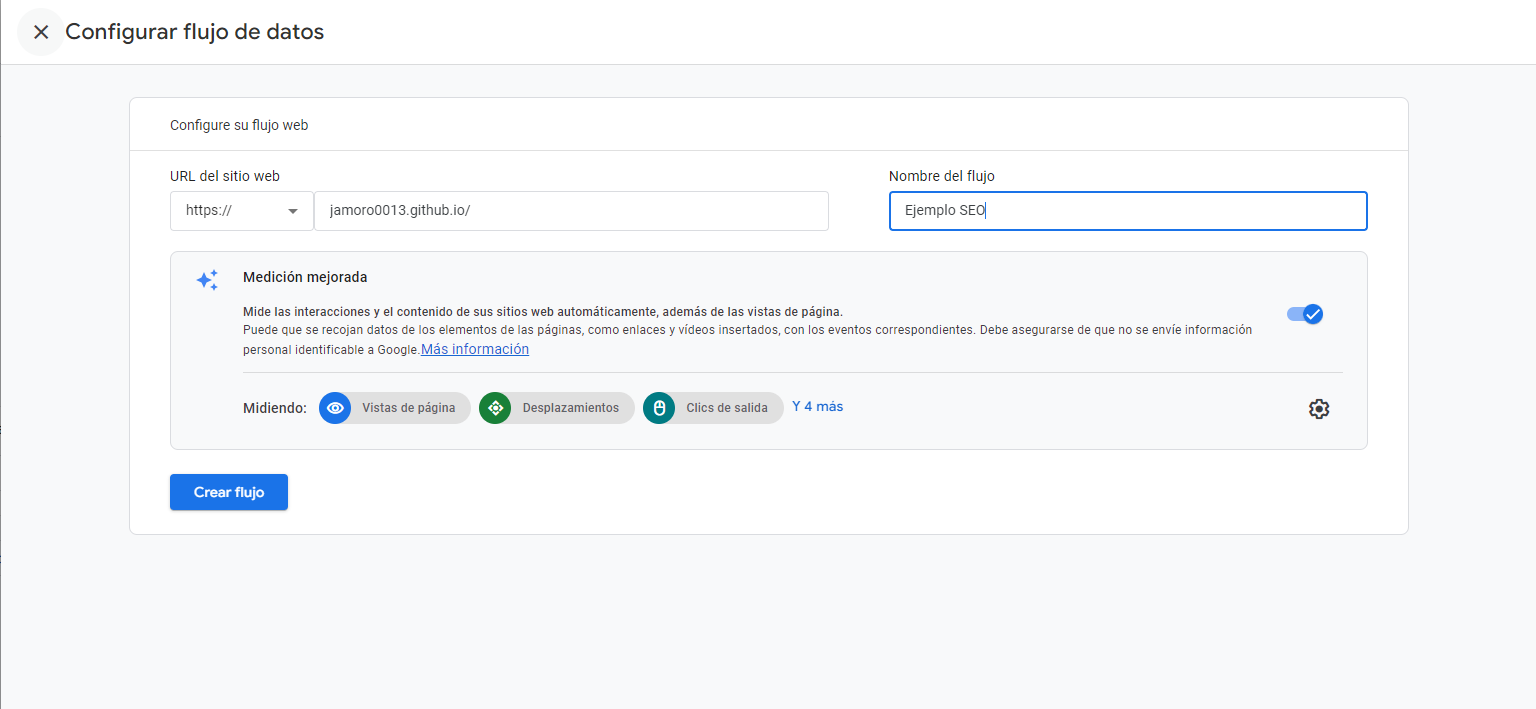 Configurar flujo de datos
Configure su flujo web
URL del sitio web
Nombre del flujo
https://
jamoro0013.github.io/
Ejemplo SEO
Medición mejorada
Mide las interacciones y el contenido de sus sitios web automáticamente, además de las vistas de página.
Puede que se recojan datos de los elementos de las páginas, como enlaces y vídeos insertados, con los eventos correspondientes. Debe asegurarse de que no se envíe información
personal identificable a Google.Más información
Midiendo:
Vistas de página
Desplazamientos
Clics de salida
Y 4 más
Crear flujo